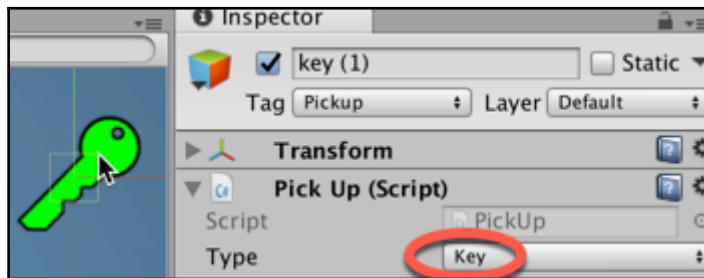 Inspector
key (1)
Static
Tag Pickup Layer Default
Transform
Pick Up (Script)
Script PickUp
Type Key